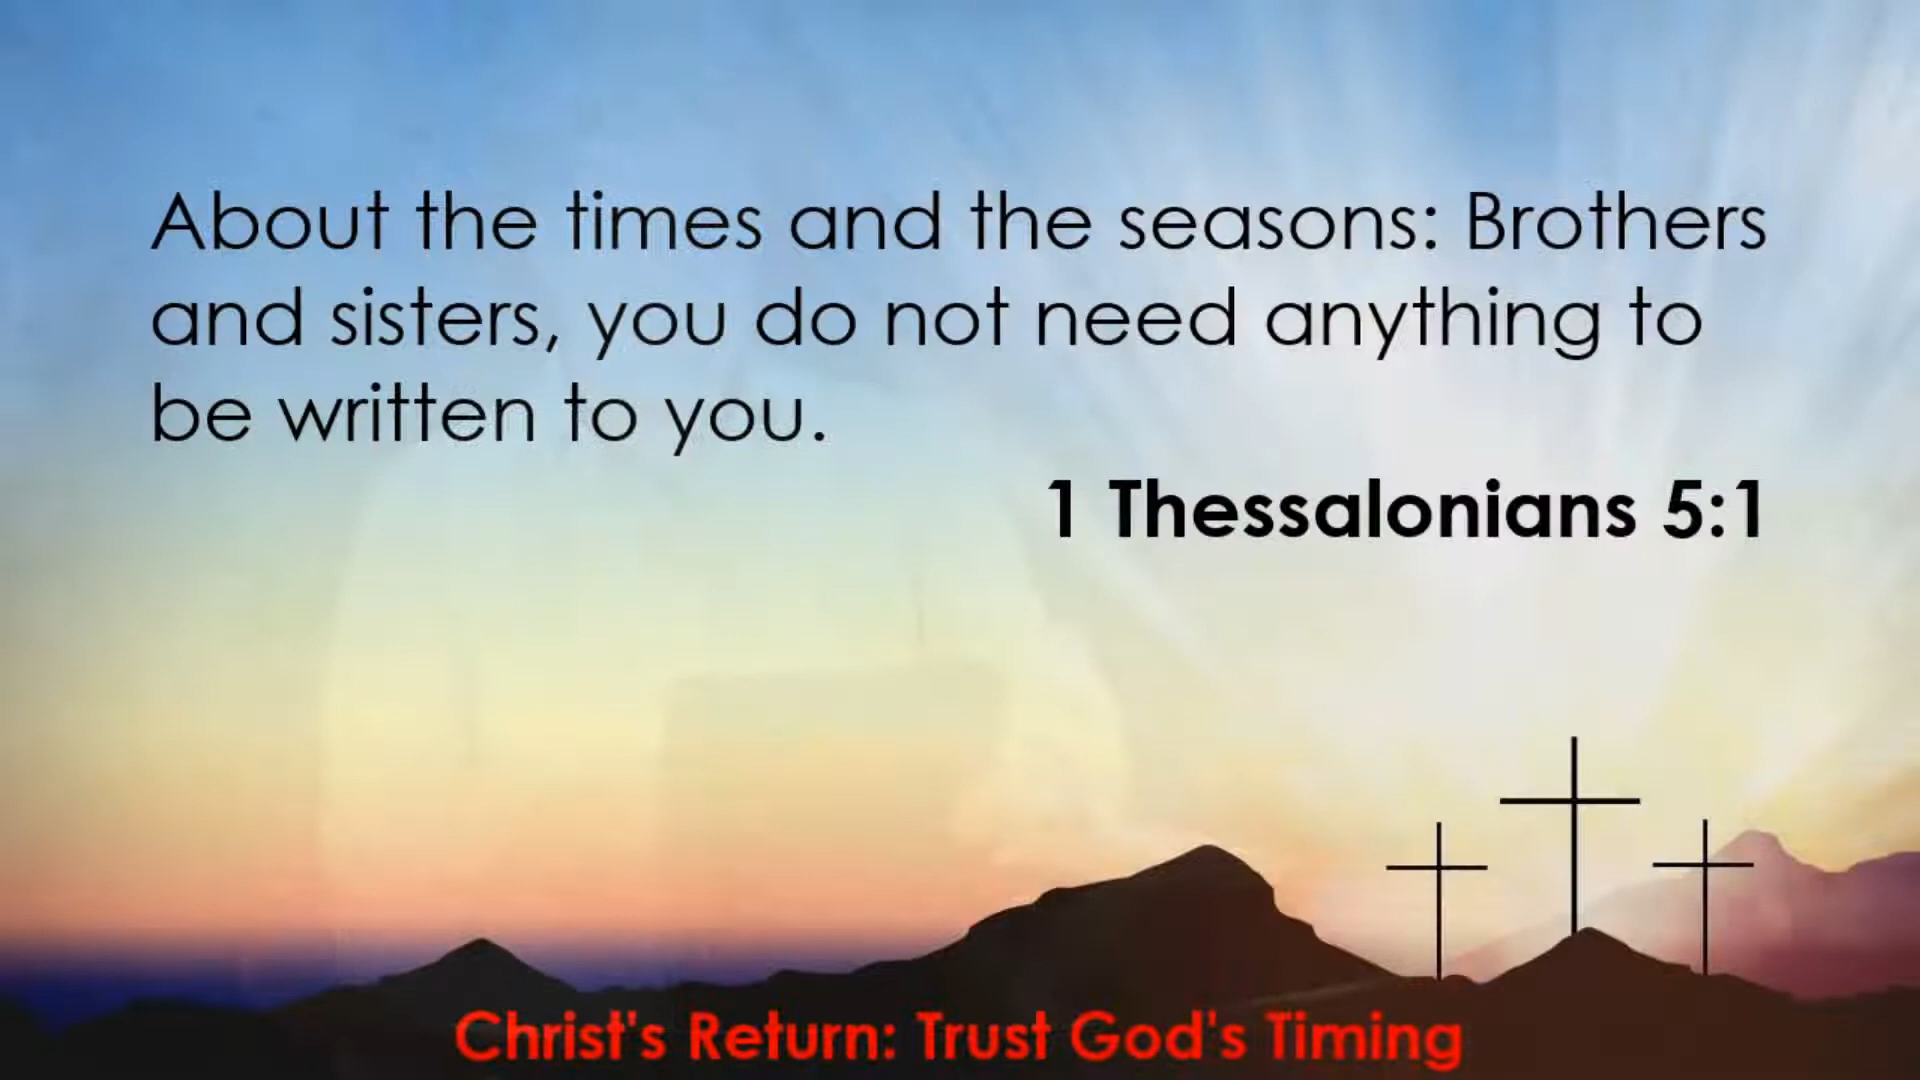 About the times and the seasons: Brothers
and sisters, you do not need anything to
be written to you.
1 Thessalonians 5:1
Christ's Return: Trust God's Timing